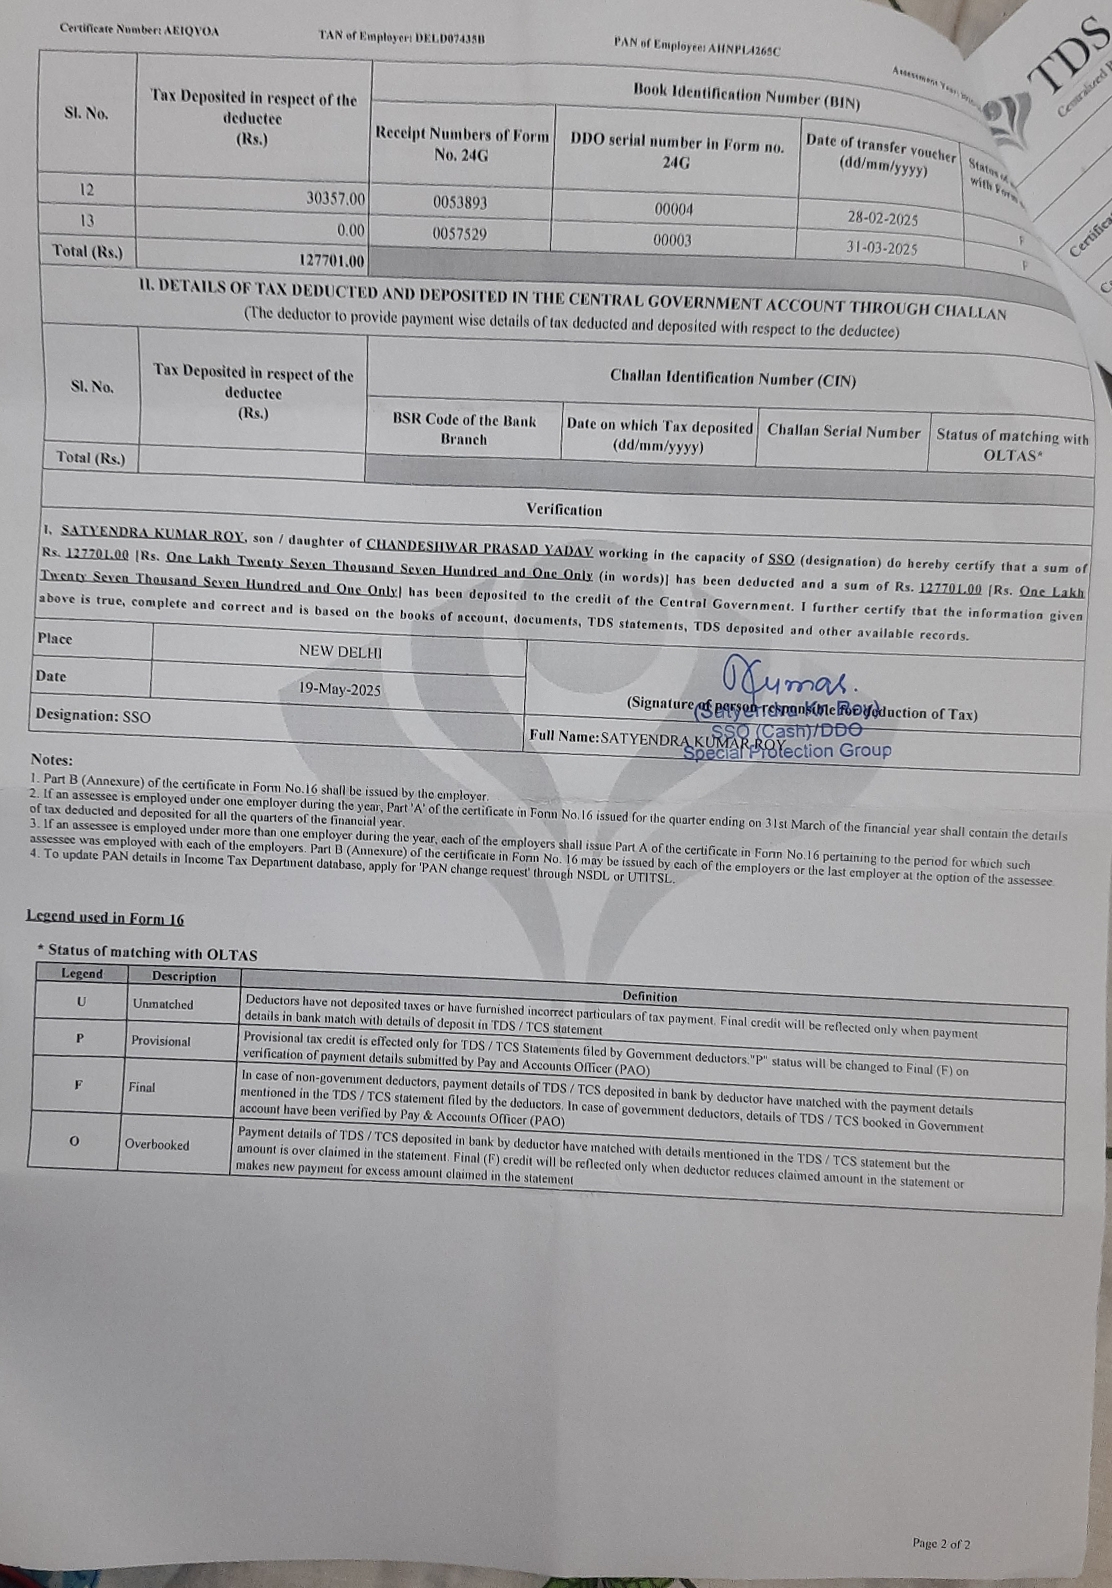 Certificate Number: AEIQVOA TAN of Employer: DELD07435B PAN of Employee: AHNPL4265C Assessment Year:
TDS
Centralized
Sl. No.
Tax Deposited in respect of the
deductee
(Rs.)
Book Identification Number (BIN)
Receipt Numbers of Form
No. 24G
DDO serial number in Form no.
24G
Date of transfer voucher
(dd/mm/yyyy)
Status of
with Form
12 30357.00 0053893 00004 28-02-2025 F
13 0.00 0057529 00003 31-03-2025 F
Total (Rs.) 127701.00
II. DETAILS OF TAX DEDUCTED AND DEPOSITED IN THE CENTRAL GOVERNMENT ACCOUNT THROUGH CHALLAN
(The deductor to provide payment wise details of tax deducted and deposited with respect to the deductee)
Sl. No.
Tax Deposited in respect of the
deductee
(Rs.)
Challan Identification Number (CIN)
BSR Code of the Bank
Branch
Date on which Tax deposited
(dd/mm/yyyy)
Challan Serial Number
Status of matching with
OLTAS*
Total (Rs.)
Verification
I, SATYENDRA KUMAR ROY, son / daughter of CHANDESHWAR PRASAD YADAV working in the capacity of SSO (designation) do hereby certify that a sum of
Rs. 127701.00 [Rs. One Lakh Twenty Seven Thousand Seven Hundred and One Only (in words)] has been deducted and a sum of Rs. 127701.00 [Rs. One Lakh
Twenty Seven Thousand Seven Hundred and One Only] has been deposited to the credit of the Central Government. I further certify that the information given
above is true, complete and correct and is based on the books of account, documents, TDS statements, TDS deposited and other available records.
Place NEW DELHI
Date 19-May-2025
(Signature of person responsible for deduction of Tax)
(Satyendra Kr. Roy)
SSO (Cash)/DDO
Special Protection Group
Designation: SSO Full Name:SATYENDRA KUMAR ROY
Notes:
1. Part B (Annexure) of the certificate in Form No.16 shall be issued by the employer.
2. If an assessee is employed under one employer during the year, Part 'A' of the certificate in Form No.16 issued for the quarter ending on 31st March of the financial year shall contain the details
of tax deducted and deposited for all the quarters of the financial year.
3. If an assessee is employed under more than one employer during the year, each of the employers shall issue Part A of the certificate in Form No.16 pertaining to the period for which such
assessee was employed with each of the employers. Part B (Annexure) of the certificate in Form No. 16 may be issued by each of the employers or the last employer at the option of the assessee.
4. To update PAN details in Income Tax Department database, apply for 'PAN change request' through NSDL or UTITSL.
Legend used in Form 16
* Status of matching with OLTAS
Legend Description Definition
U Unmatched Deductors have not deposited taxes or have furnished incorrect particulars of tax payment. Final credit will be reflected only when payment
details in bank match with details of deposit in TDS / TCS statement
P Provisional Provisional tax credit is effected only for TDS / TCS Statements filed by Government deductors."P" status will be changed to Final (F) on
verification of payment details submitted by Pay and Accounts Officer (PAO)
F Final In case of non-government deductors, payment details of TDS / TCS deposited in bank by deductor have matched with the payment details
mentioned in the TDS / TCS statement filed by the deductors. In case of government deductors, details of TDS / TCS booked in Government
account have been verified by Pay & Accounts Officer (PAO)
O Overbooked Payment details of TDS / TCS deposited in bank by deductor have matched with details mentioned in the TDS / TCS statement but the
amount is over claimed in the statement. Final (F) credit will be reflected only when deductor reduces claimed amount in the statement or
makes new payment for excess amount claimed in the statement
Page 2 of 2